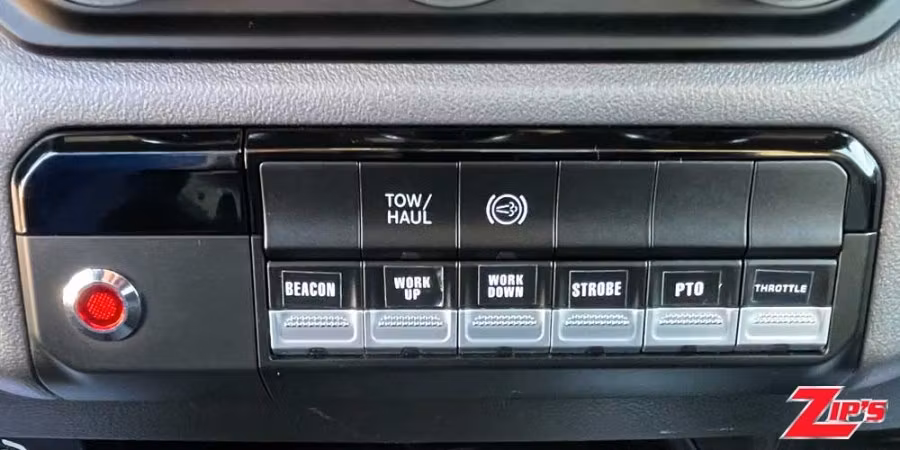 TOW/
HAUL
BEACON
WORK
UP
WORK
DOWN
STROBE
PTO
THROTTLE
ZIP'S